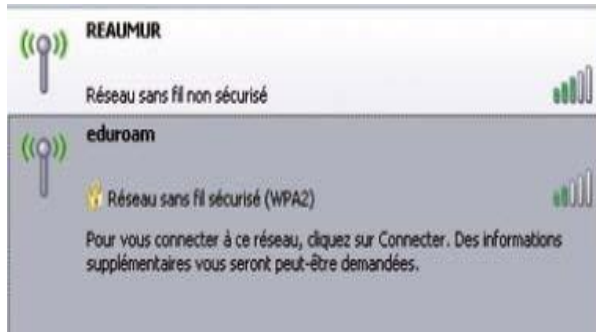 REAUMUR
Réseau sans fil non sécurisé
eduroam
Réseau sans fil sécurisé (WPA2)
Pour vous connecter à ce réseau, cliquez sur Connecter. Des informations
supplémentaires vous seront peut-être demandées.